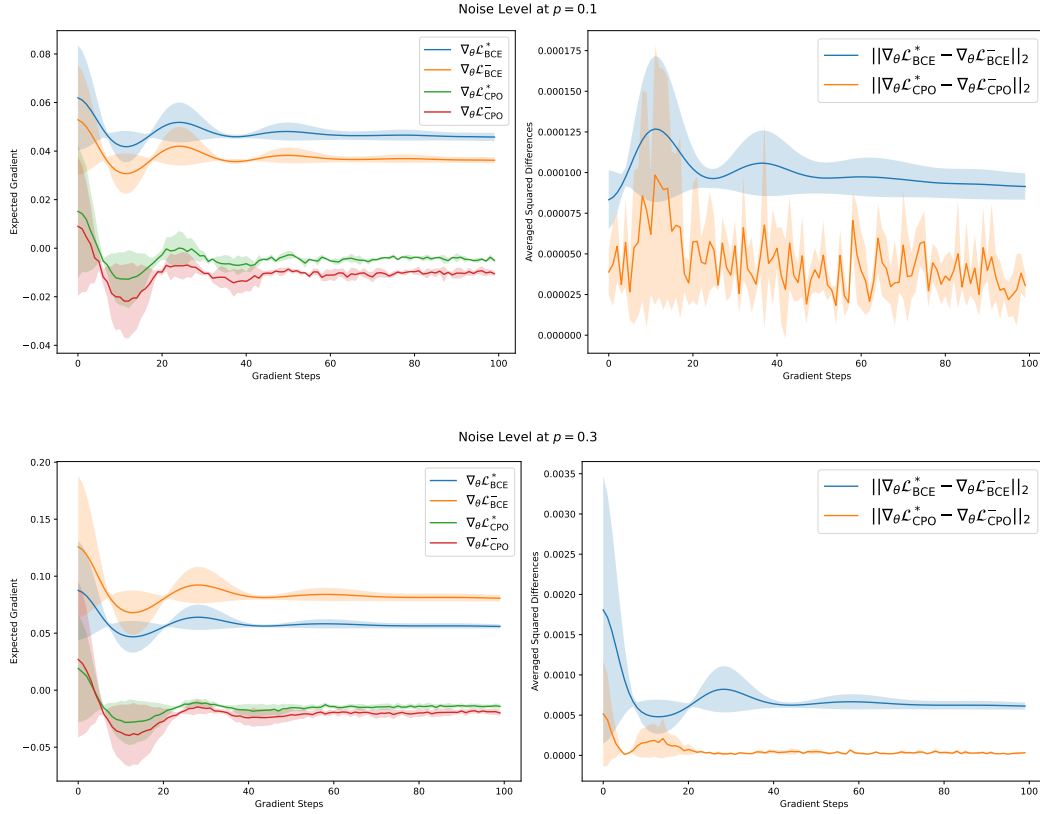 Noise Level at p = 0.1
Expected Gradient
0.08
0.06
0.04
0.02
0.00
−0.02
−0.04
0 20 40 60 80 100
Gradient Steps
∇θℒ*BCE
∇θℒ−BCE
∇θℒ*CPO
∇θℒ−CPO
Averaged Squared Differences
0.000175
0.000150
0.000125
0.000100
0.000075
0.000050
0.000025
0.000000
0 20 40 60 80 100
Gradient Steps
||∇θℒ*BCE − ∇θℒ−BCE||2
||∇θℒ*CPO − ∇θℒ−CPO||2
Noise Level at p = 0.3
Expected Gradient
0.20
0.15
0.10
0.05
0.00
−0.05
0 20 40 60 80 100
Gradient Steps
∇θℒ*BCE
∇θℒ−BCE
∇θℒ*CPO
∇θℒ−CPO
Averaged Squared Differences
0.0035
0.0030
0.0025
0.0020
0.0015
0.0010
0.0005
0.0000
0 20 40 60 80 100
Gradient Steps
||∇θℒ*BCE − ∇θℒ−BCE||2
||∇θℒ*CPO − ∇θℒ−CPO||2